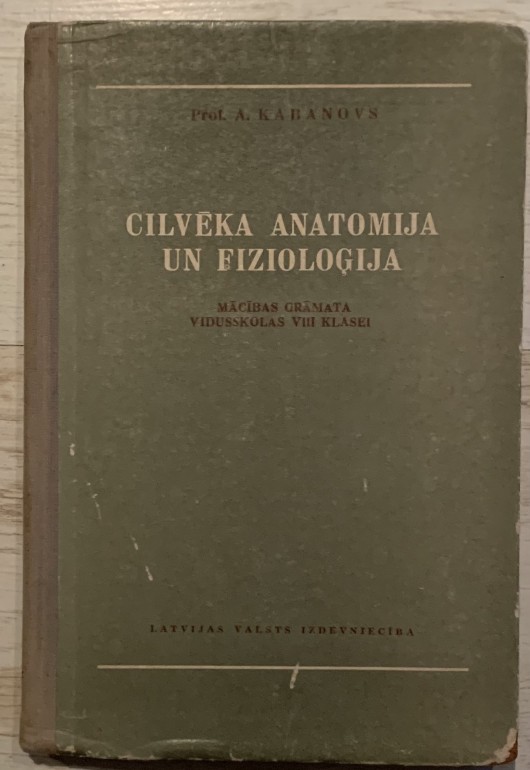 Prof. A. KABANOVS
CILVĒKA ANATOMIJA
UN FIZIOLOĢIJA
MĀCĪBAS GRĀMATA
VIDUSSKOLAS VIII KLASEI
LATVIJAS VALSTS IZDEVNIECĪBA